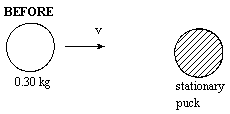 BEFORE
v
0.30 kg
stationary
puck